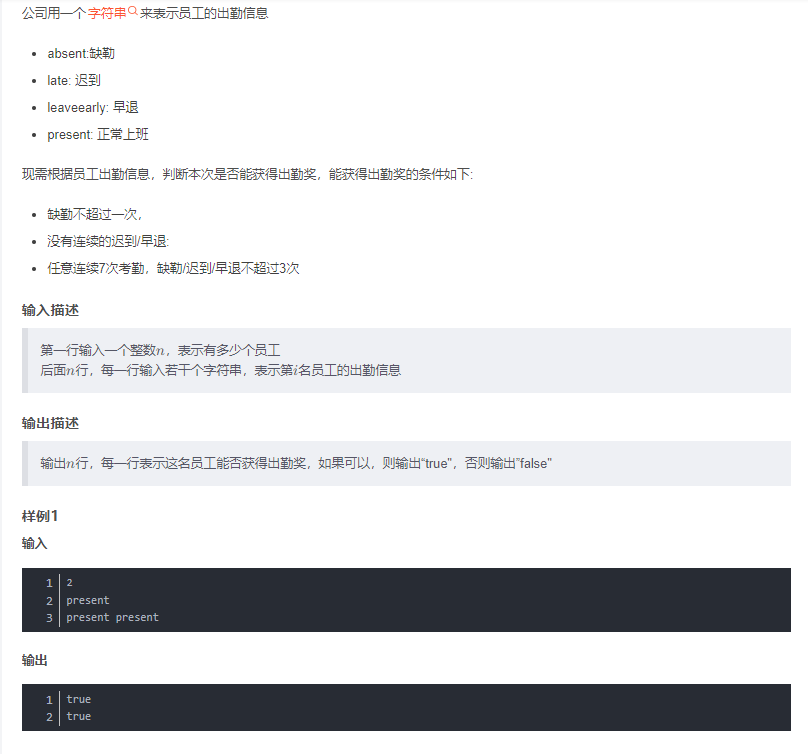 公司用一个 字符串 来表示员工的出勤信息
absent:缺勤
late: 迟到
leaveearly: 早退
present: 正常上班
现需根据员工出勤信息，判断本次是否能获得出勤奖，能获得出勤奖的条件如下:
缺勤不超过一次，
没有连续的迟到/早退:
任意连续7次考勤，缺勤/迟到/早退不超过3次
输入描述
第一行输入一个整数n，表示有多少个员工
后面n行，每一行输入若干个字符串，表示第i名员工的出勤信息
输出描述
输出n行，每一行表示这名员工能否获得出勤奖，如果可以，则输出“true”，否则输出”false”
样例1
输入
1 2
2 present
3 present present
输出
1 true
2 true